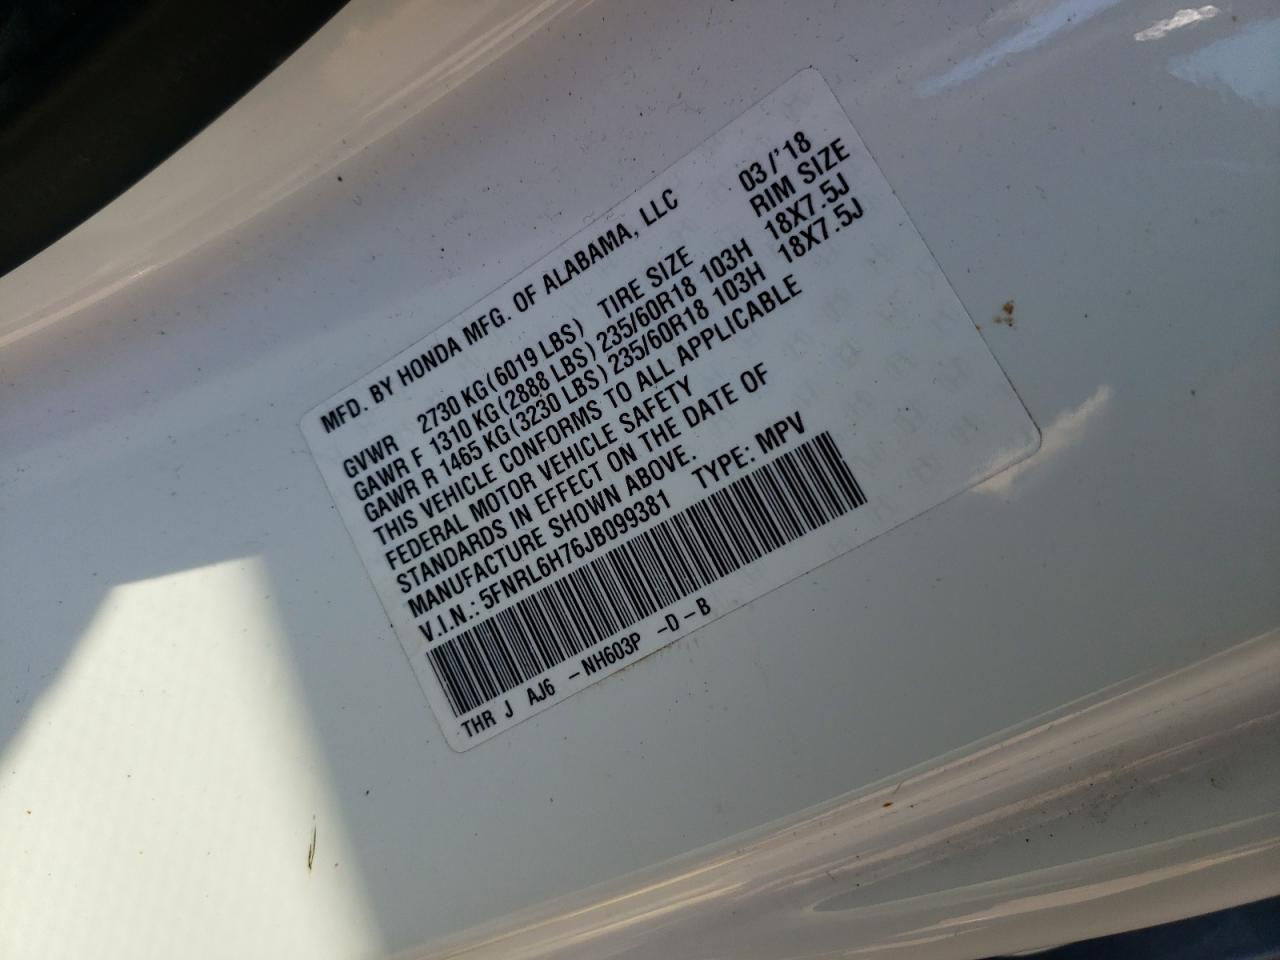 MFD. BY HONDA MFG. OF ALABAMA, LLC 03/'18
GVWR 2730 KG(6019 LBS) TIRE SIZE RIM SIZE
GAWR F 1310 KG(2888 LBS) 235/60R18 103H 18X7.5J
GAWR R 1465 KG(3230 LBS) 235/60R18 103H 18X7.5J
THIS VEHICLE CONFORMS TO ALL APPLICABLE
FEDERAL MOTOR VEHICLE SAFETY
STANDARDS IN EFFECT ON THE DATE OF
MANUFACTURE SHOWN ABOVE.
V.I.N.: 5FNRL6H76JB099381 TYPE: MPV
THR J AJ6 -NH603P -D-B